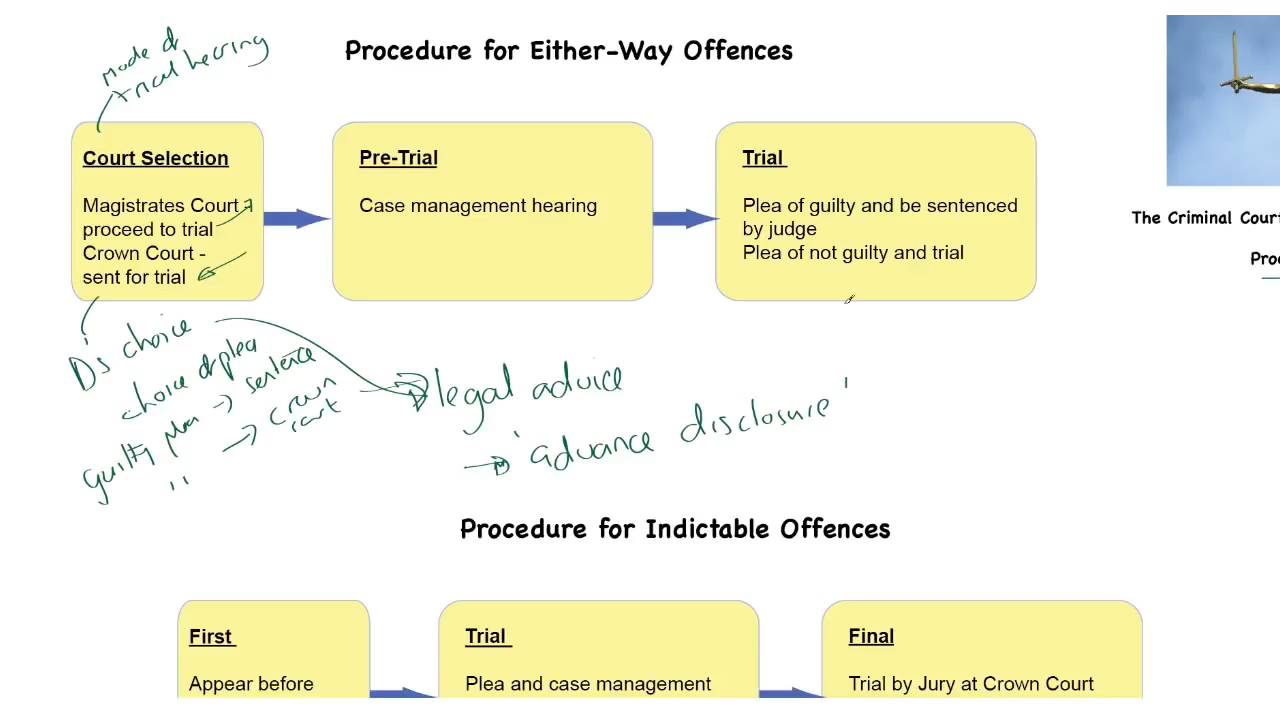 Procedure for Either-Way Offences
mode of
trial hearing
Court Selection
Magistrates Court
proceed to trial
Crown Court -
sent for trial
Pre-Trial
Case management hearing
Trial
Plea of guilty and be sentenced
by judge
Plea of not guilty and trial
The Criminal Court
Proc
D's choice
choice of plea
guilty plea → sentence
" → crown
court
legal advice
→ 'advance disclosure'
Procedure for Indictable Offences
First
Appear before
Trial
Plea and case management
Final
Trial by Jury at Crown Court